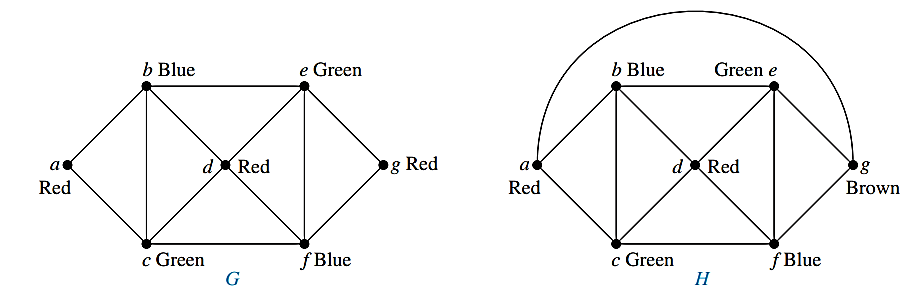 b Blue
e Green
a
Red
d Red
g Red
c Green
f Blue
G
b Blue
Green e
a
Red
d Red
g
Brown
c Green
f Blue
H